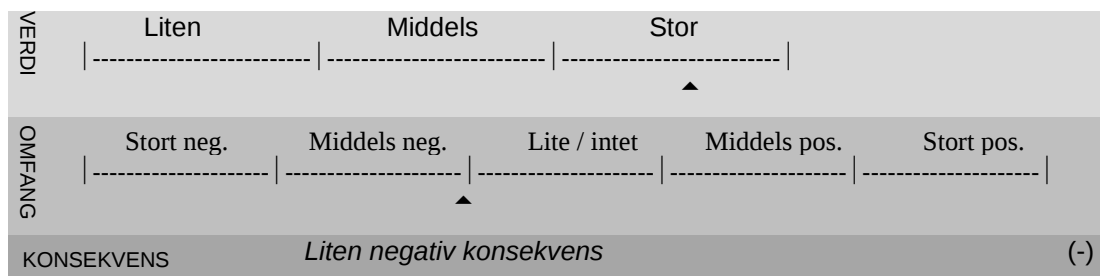 VERDI
Liten Middels Stor
|--------------------------|--------------------------|--------------------------|
OMFANG
Stort neg. Middels neg. Lite / intet Middels pos. Stort pos.
|---------------------|---------------------|---------------------|---------------------|---------------------|
KONSEKVENS Liten negativ konsekvens (-)